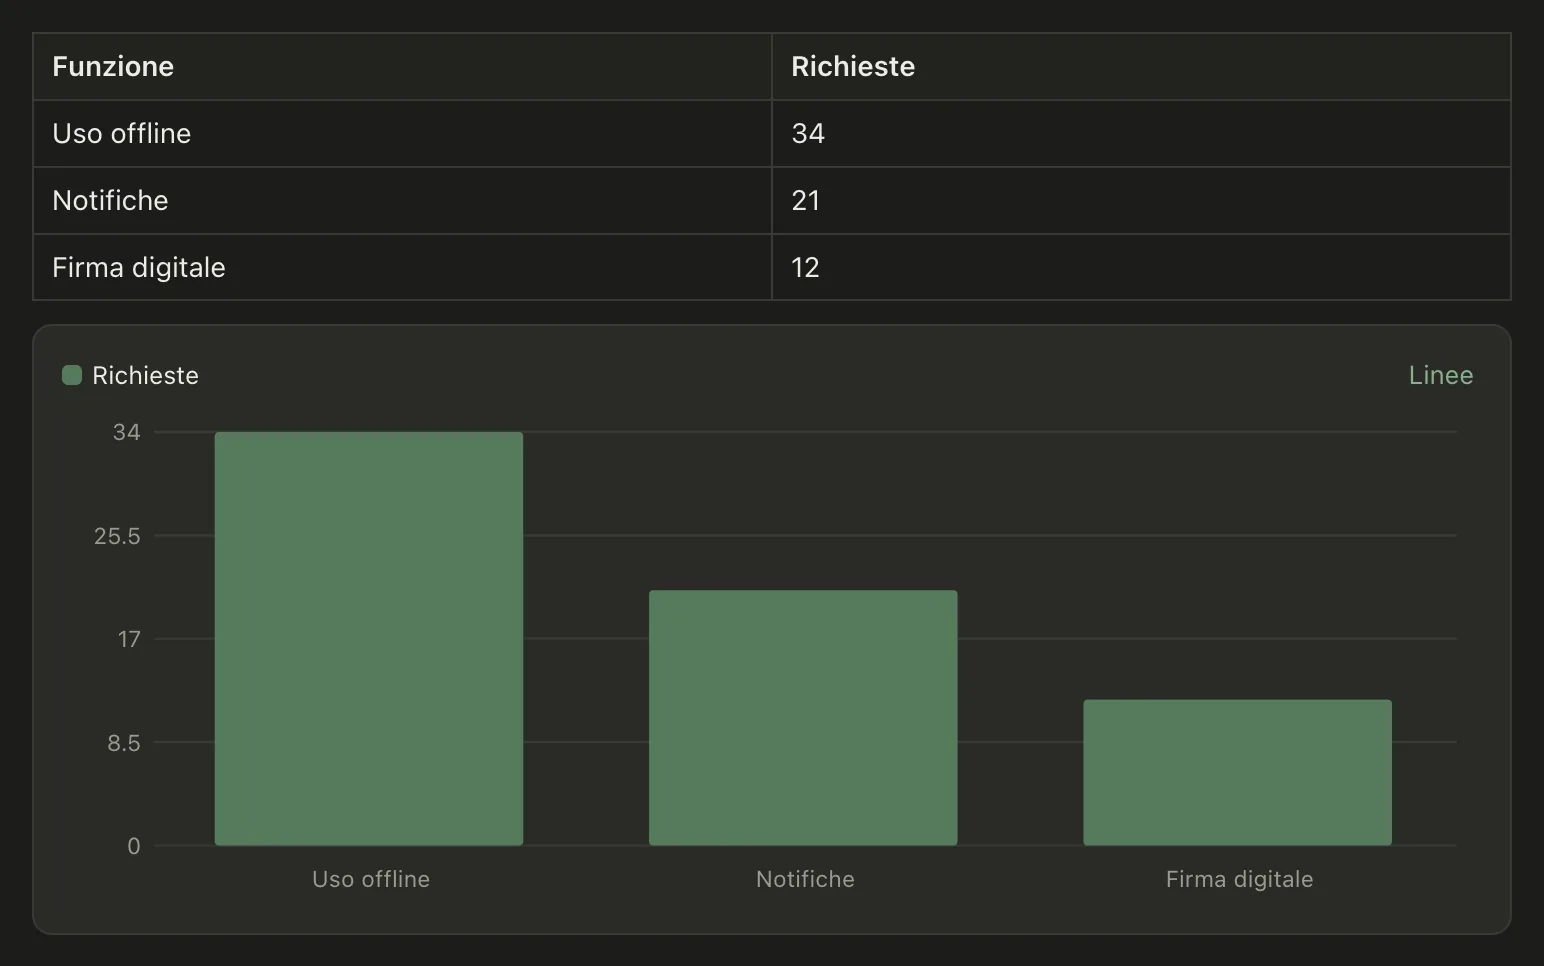 Funzione Richieste
Uso offline 34
Notifiche 21
Firma digitale 12
Richieste Linee
34
25.5
17
8.5
0
Uso offline Notifiche Firma digitale